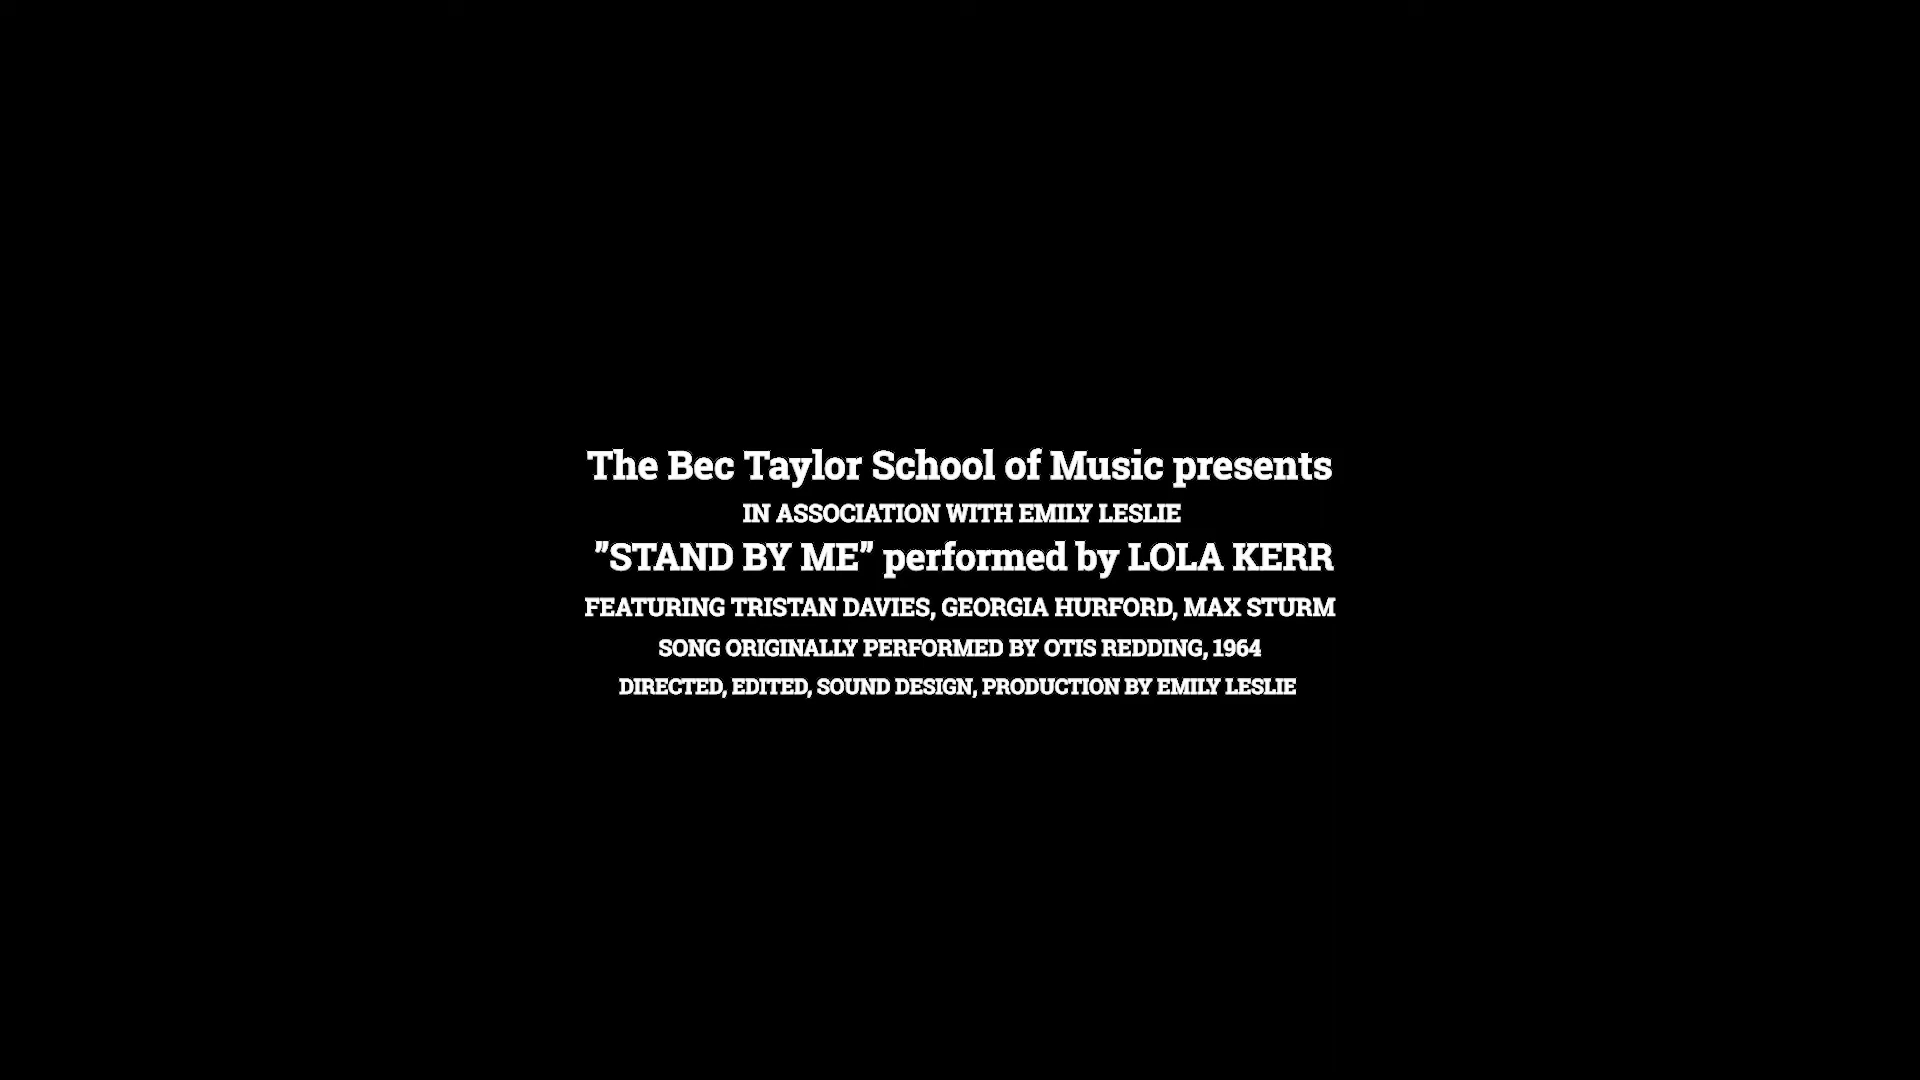 The Bec Taylor School of Music presents
IN ASSOCIATION WITH EMILY LESLIE
”STAND BY ME” performed by LOLA KERR
FEATURING TRISTAN DAVIES, GEORGIA HURFORD, MAX STURM
SONG ORIGINALLY PERFORMED BY OTIS REDDING, 1964
DIRECTED, EDITED, SOUND DESIGN, PRODUCTION BY EMILY LESLIE